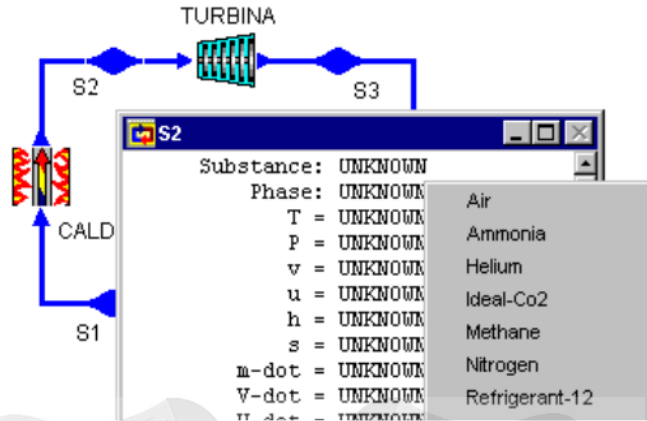 TURBINA
S2
S3
S2
Substance: UNKNOWN
Phase: UNKNOWN
T = UNKNOWN
P = UNKNOWN
v = UNKNOWN
u = UNKNOWN
h = UNKNOWN
s = UNKNOWN
m-dot = UNKNOWN
V-dot = UNKNOWN
Air
Ammonia
Helium
Ideal-Co2
Methane
Nitrogen
Refrigerant-12
CALD
S1